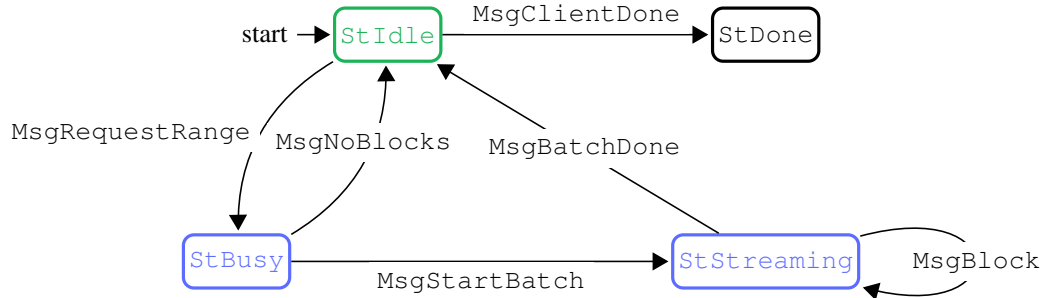 MsgClientDone
start
StIdle
StDone
MsgRequestRange
MsgNoBlocks
MsgBatchDone
StBusy
StStreaming
MsgBlock
MsgStartBatch